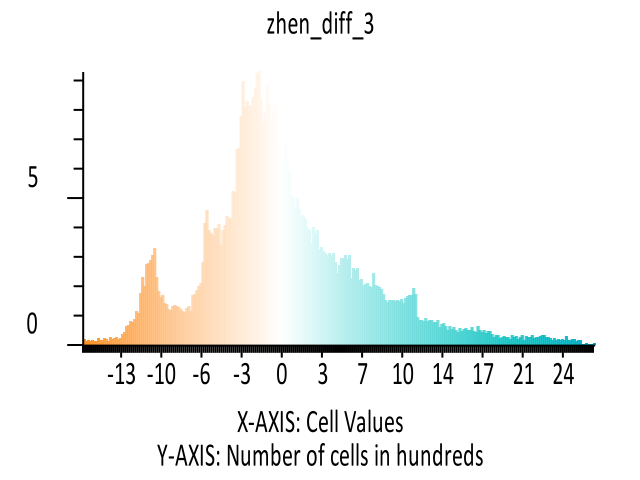 zhen_diff_3
5
0
-13 -10 -6 -3 0 3 7 10 14 17 21 24
X-AXIS: Cell Values
Y-AXIS: Number of cells in hundreds